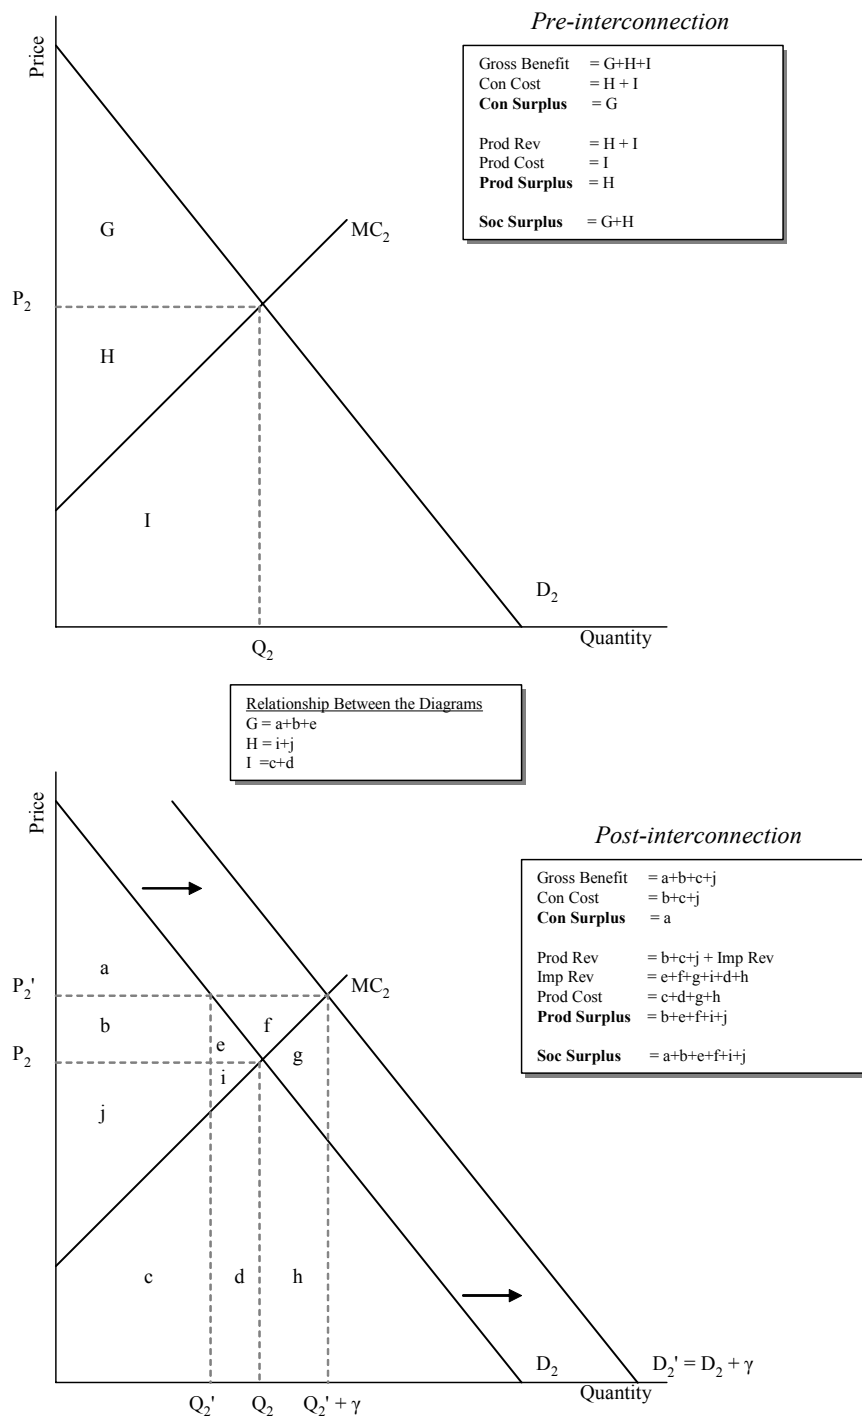 Pre-interconnection
Price
Gross Benefit = G+H+I
Con Cost = H + I
Con Surplus = G
Prod Rev = H + I
Prod Cost = I
Prod Surplus = H
Soc Surplus = G+H
G
MC2
P2
H
I
D2
Quantity
Q2
Relationship Between the Diagrams
G = a+b+e
H = i+j
I =c+d
Price
Post-interconnection
Gross Benefit = a+b+c+j
Con Cost = b+c+j
Con Surplus = a
Prod Rev = b+c+j + Imp Rev
Imp Rev = e+f+g+i+d+h
Prod Cost = c+d+g+h
Prod Surplus = b+e+f+i+j
Soc Surplus = a+b+e+f+i+j
a
P2'
MC2
b
f
e
g
P2
i
j
c
d
h
D2
D2' = D2 + γ
Quantity
Q2'
Q2
Q2' + γ